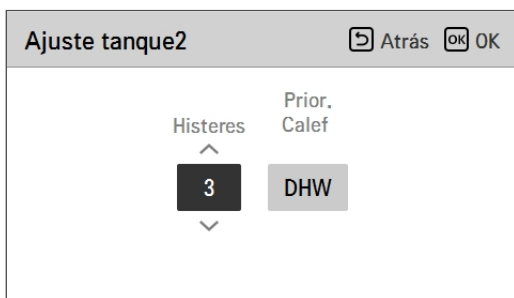 Ajuste tanque2 Atrás OK OK
Prior.
Histeres Calef
3 DHW